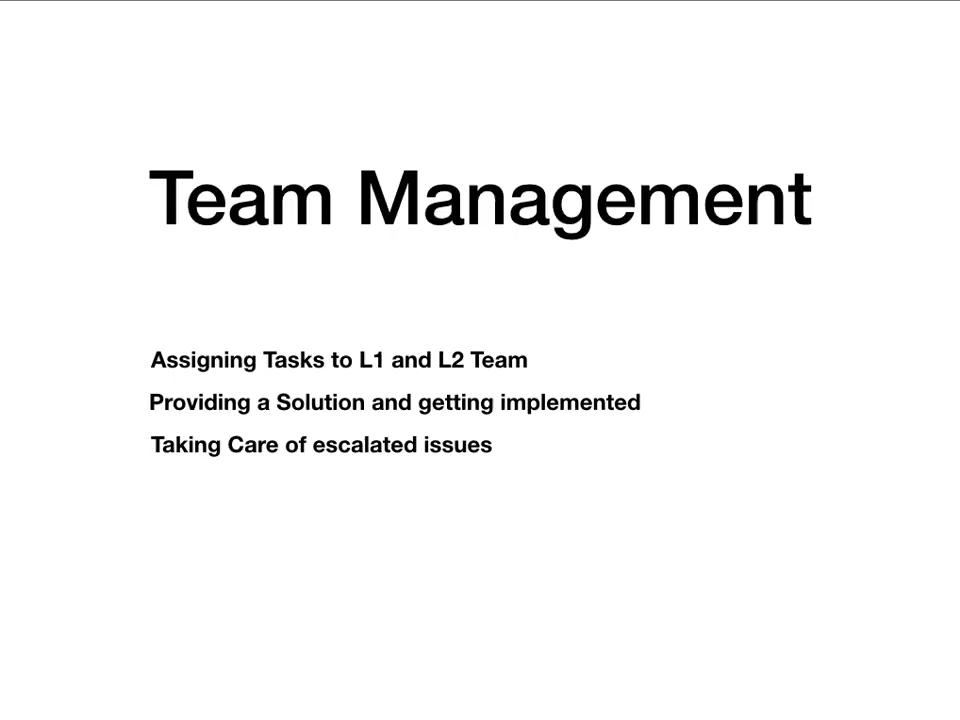 Team Management
Assigning Tasks to L1 and L2 Team
Providing a Solution and getting implemented
Taking Care of escalated issues